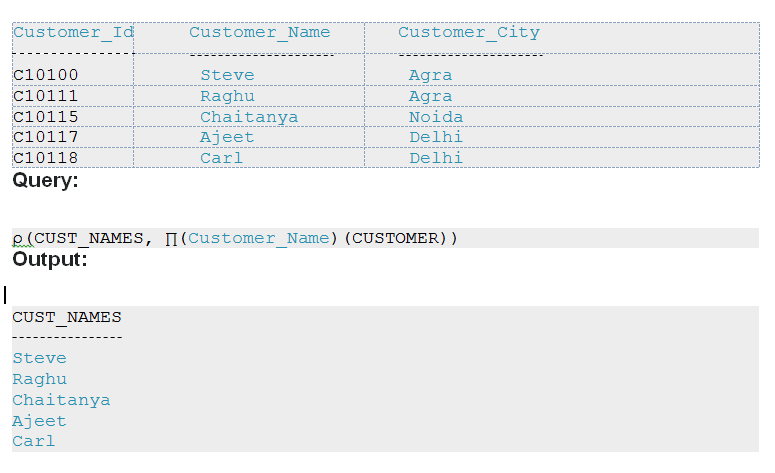 Customer_Id Customer_Name Customer_City
--------------- ------------------ ------------------
C10100 Steve Agra
C10111 Raghu Agra
C10115 Chaitanya Noida
C10117 Ajeet Delhi
C10118 Carl Delhi
Query:
ρ(CUST_NAMES, ∏(Customer_Name)(CUSTOMER))
Output:
CUST_NAMES
---------------
Steve
Raghu
Chaitanya
Ajeet
Carl